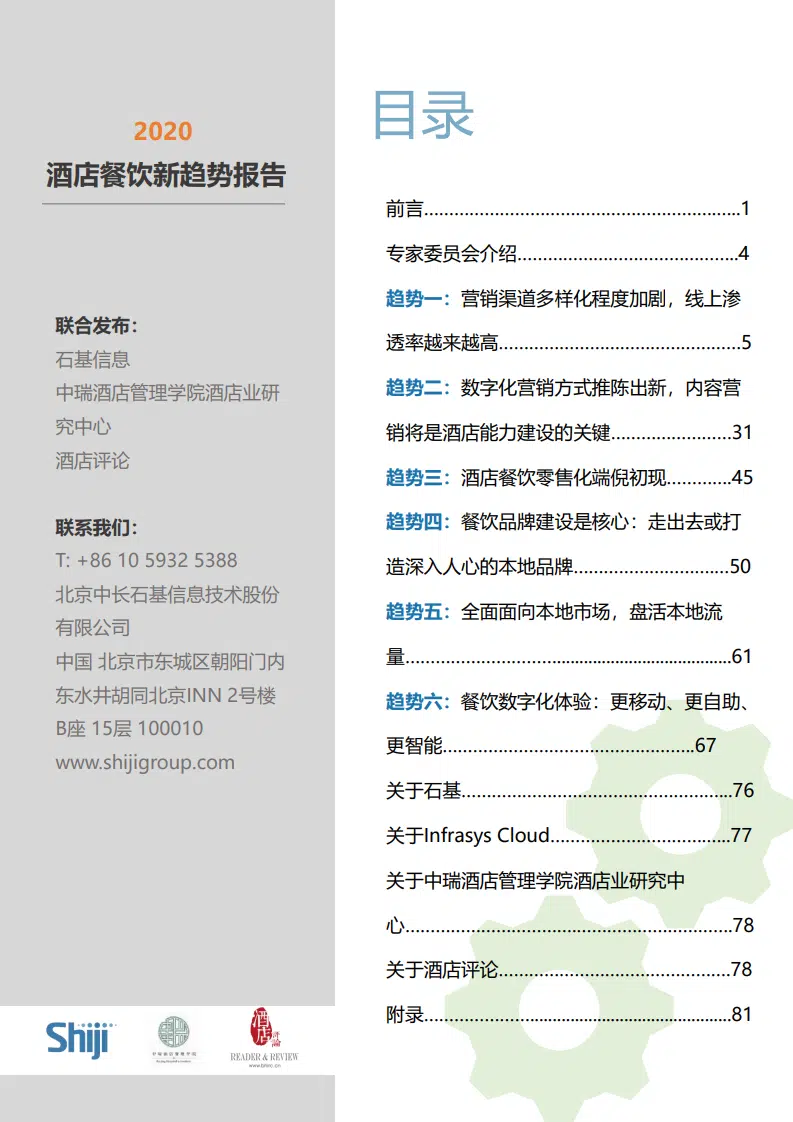 2020
酒店餐饮新趋势报告
联合发布：
石基信息
中瑞酒店管理学院酒店业研
究中心
酒店评论
联系我们：
T: +86 10 5932 5388
北京中长石基信息技术股份
有限公司
中国 北京市东城区朝阳门内
东水井胡同北京INN 2号楼
B座 15层 100010
www.shijigroup.com
Shiji
酒店评论
READER & REVIEW
目录
前言……………………………………………………..1
专家委员会介绍…………………………………….4
趋势一：营销渠道多样化程度加剧，线上渗
透率越来越高………………………………………..5
趋势二：数字化营销方式推陈出新，内容营
销将是酒店能力建设的关键…………………..31
趋势三：酒店餐饮零售化端倪初现………….45
趋势四：餐饮品牌建设是核心：走出去或打
造深入人心的本地品牌…………………………50
趋势五：全面面向本地市场，盘活本地流
量………………………………………………………61
趋势六：餐饮数字化体验：更移动、更自助、
更智能………………………………………….67
关于石基……………………………………………...76
关于Infrasys Cloud……………………………..77
关于中瑞酒店管理学院酒店业研究中
心……………………………………………………….78
关于酒店评论………………………………………78
附录……………………………………………………81